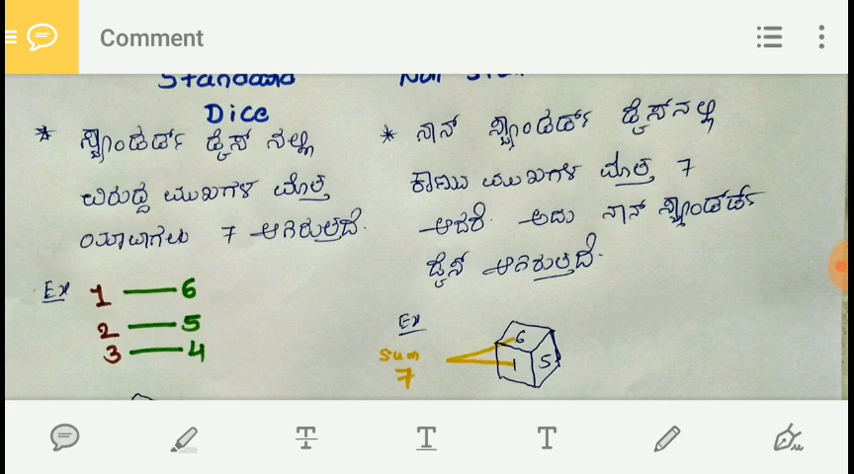 Comment
Standard
Dice
* ಸ್ಟ್ಯಾಂಡರ್ಡ್ ಡೈಸ್ ನಲ್ಲಿ
ವಿರುದ್ಧ ಮುಖಗಳ ಮೊತ್ತ
ಯಾವಾಗಲು 7 ಆಗಿರುತ್ತದೆ.
Ex 1 — 6
2 — 5
3 — 4
* ನಾನ್ ಸ್ಟ್ಯಾಂಡರ್ಡ್ ಡೈಸ್‌ನಲ್ಲಿ
ಕಾಣುವ ಮುಖಗಳ ಮೊತ್ತ 7
ಆದರೆ ಅದು ನಾನ್ ಸ್ಟ್ಯಾಂಡರ್ಡ್
ಡೈಸ್ ಆಗಿರುತ್ತದೆ.
Ex
sum
7
6
1 5